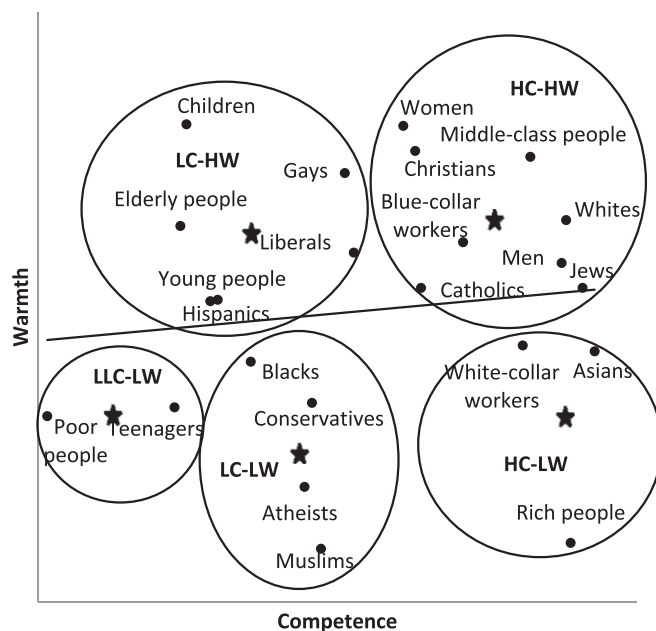 HC-HW
Children
Women
Middle-class people
LC-HW
Gays
Christians
Elderly people
Blue-collar
workers
Whites
Liberals
Men
Jews
Young people
Catholics
Hispanics
Warmth
LLC-LW
Blacks
White-collar
workers
Asians
Poor
people
Teenagers
Conservatives
LC-LW
HC-LW
Atheists
Rich people
Muslims
Competence